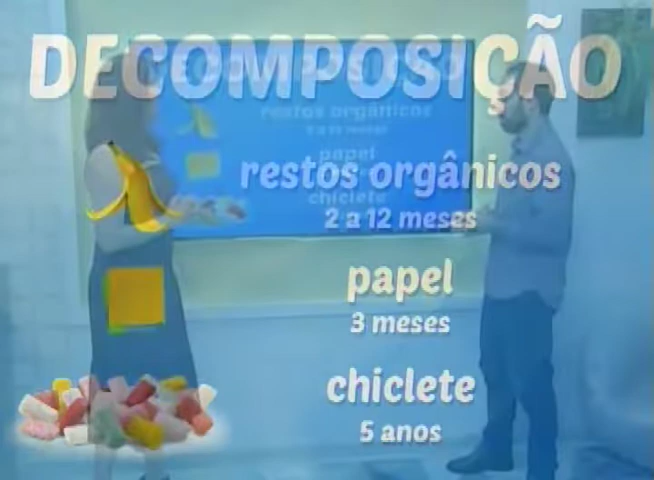 DECOMPOSIÇÃO
restos orgânicos
2 a 12 meses
papel
3 meses
chiclete
5 anos